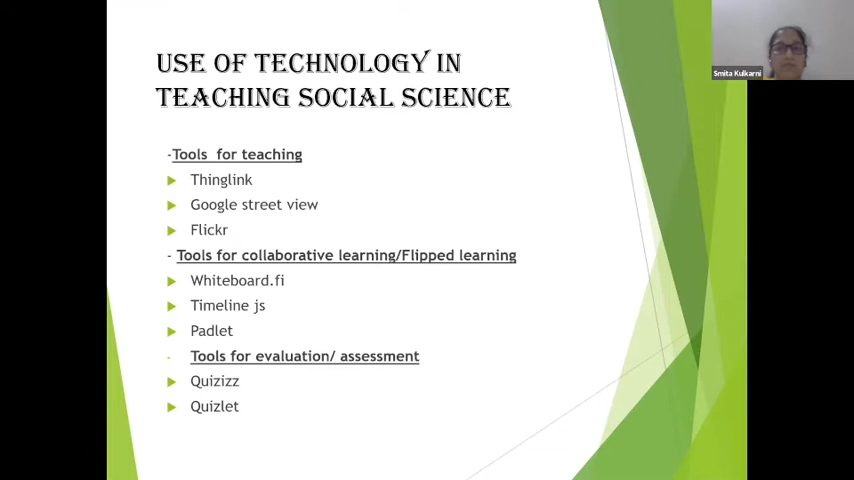 USE OF TECHNOLOGY IN
TEACHING SOCIAL SCIENCE
-Tools for teaching
Thinglink
Google street view
Flickr
- Tools for collaborative learning/Flipped learning
Whiteboard.fi
Timeline js
Padlet
- Tools for evaluation/ assessment
Quizizz
Quizlet
Smita Kulkarni